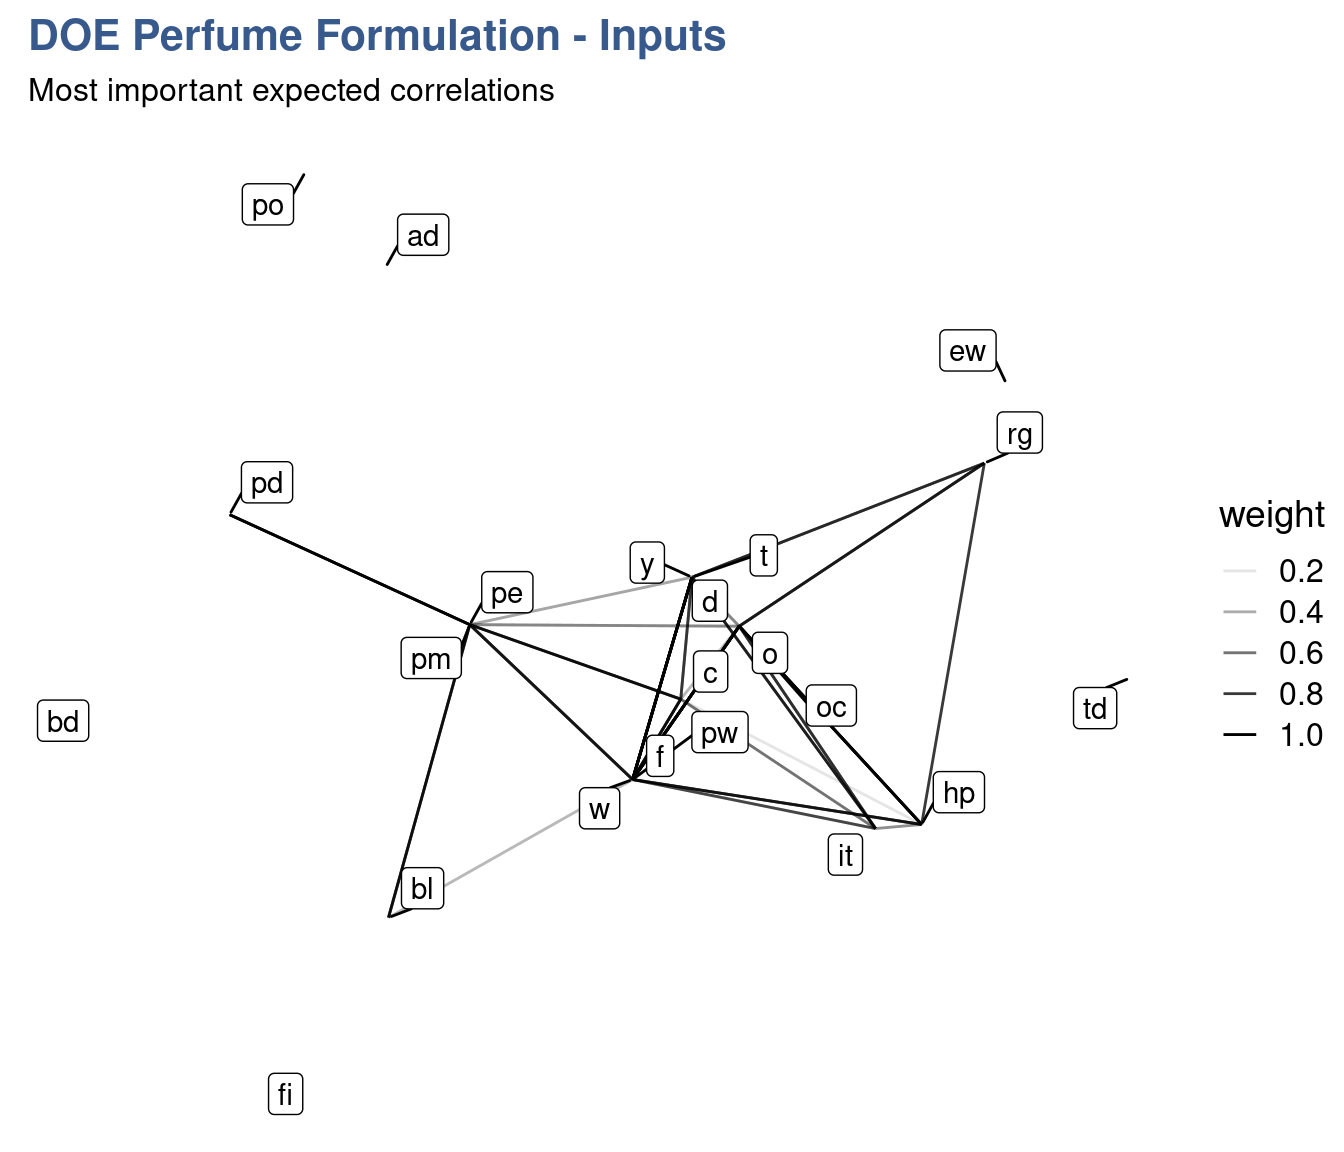 DOE Perfume Formulation - Inputs
Most important expected correlations
po
ad
ew
rg
pd
weight
y
t
0.2
pe
d
0.4
pm
o
0.6
c
0.8
bd
oc
td
pw
1.0
f
w
hp
it
bl
fi